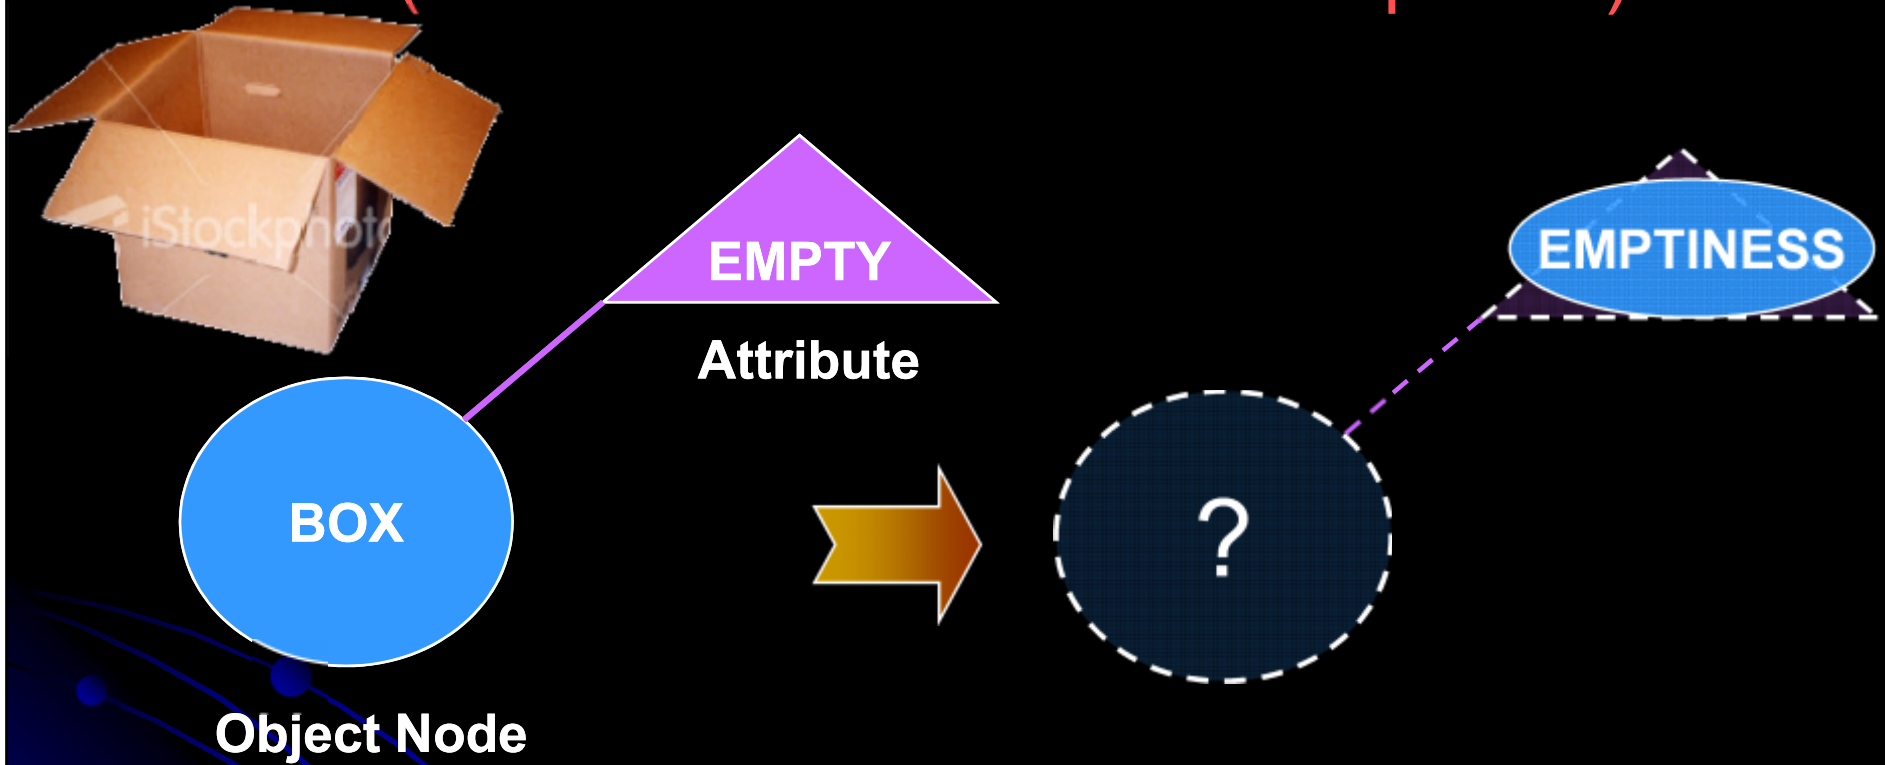 iStockphoto
EMPTY
EMPTINESS
Attribute
BOX
?
Object Node